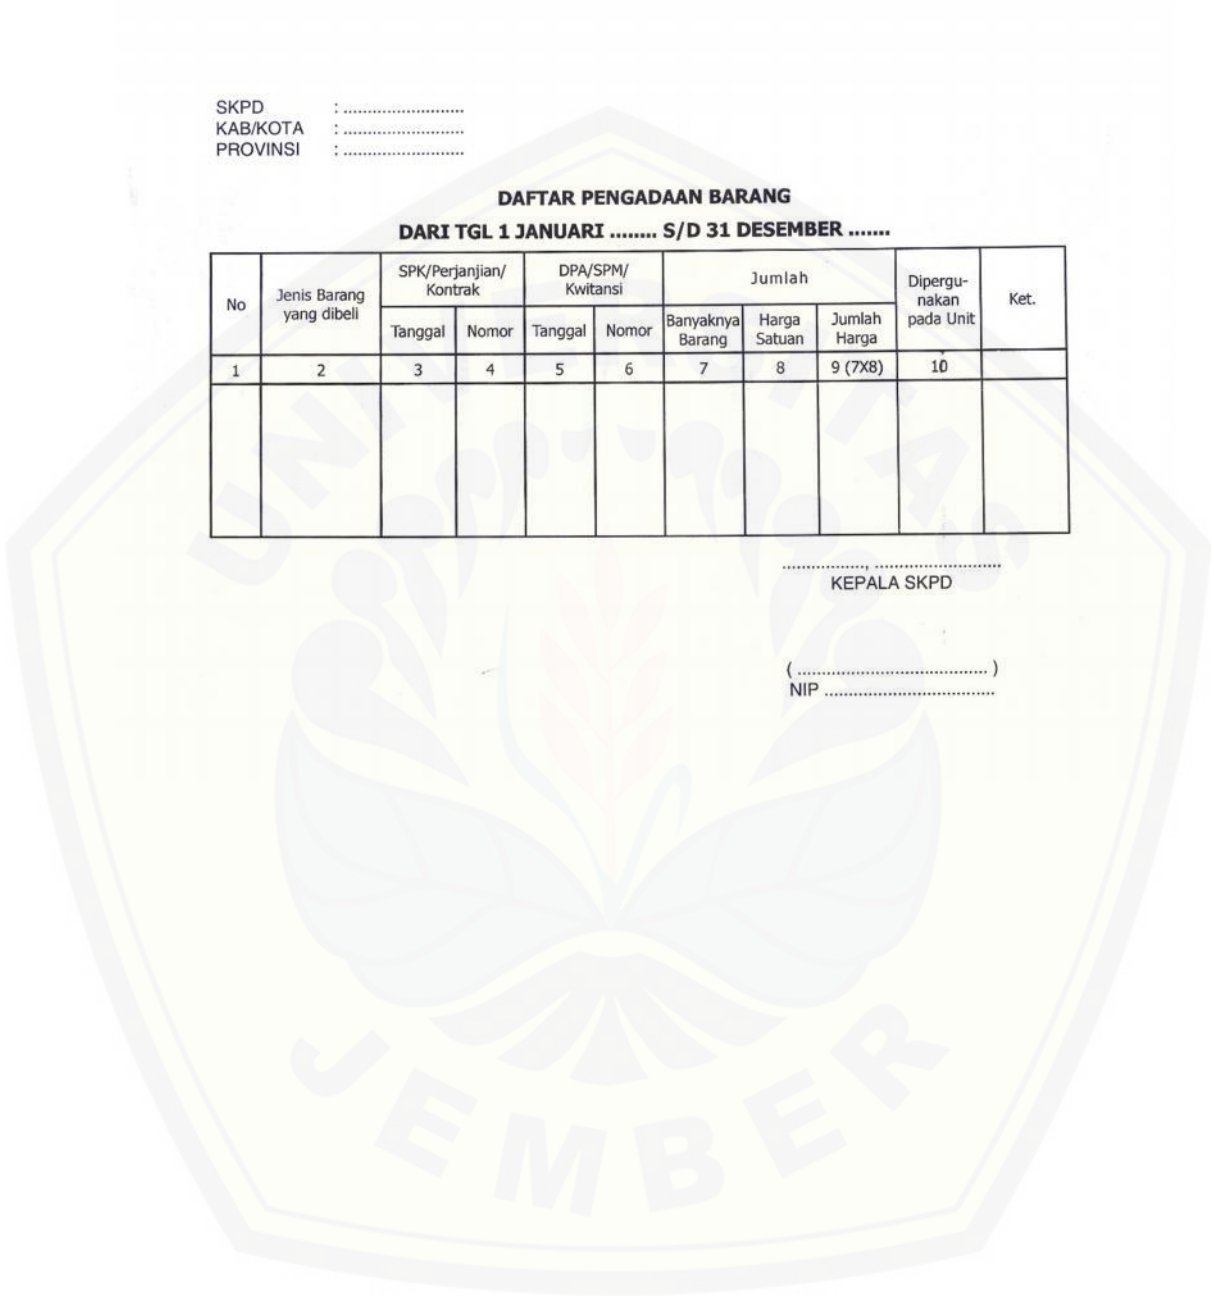 SKPD : .........................
KAB/KOTA : .........................
PROVINSI : .........................
DAFTAR PENGADAAN BARANG
DARI TGL 1 JANUARI ........ S/D 31 DESEMBER .......
No
Jenis Barang
yang dibeli
SPK/Perjanjian/
Kontrak
DPA/SPM/
Kwitansi
Jumlah
Dipergu-
nakan
pada Unit
Ket.
Tanggal Nomor Tanggal Nomor
Banyaknya
Barang
Harga
Satuan
Jumlah
Harga
1 2 3 4 5 6 7 8 9 (7X8) 10
................., ..........................
KEPALA SKPD
( ....................................... )
NIP ...................................
UNIVERSITAS
JEMBER